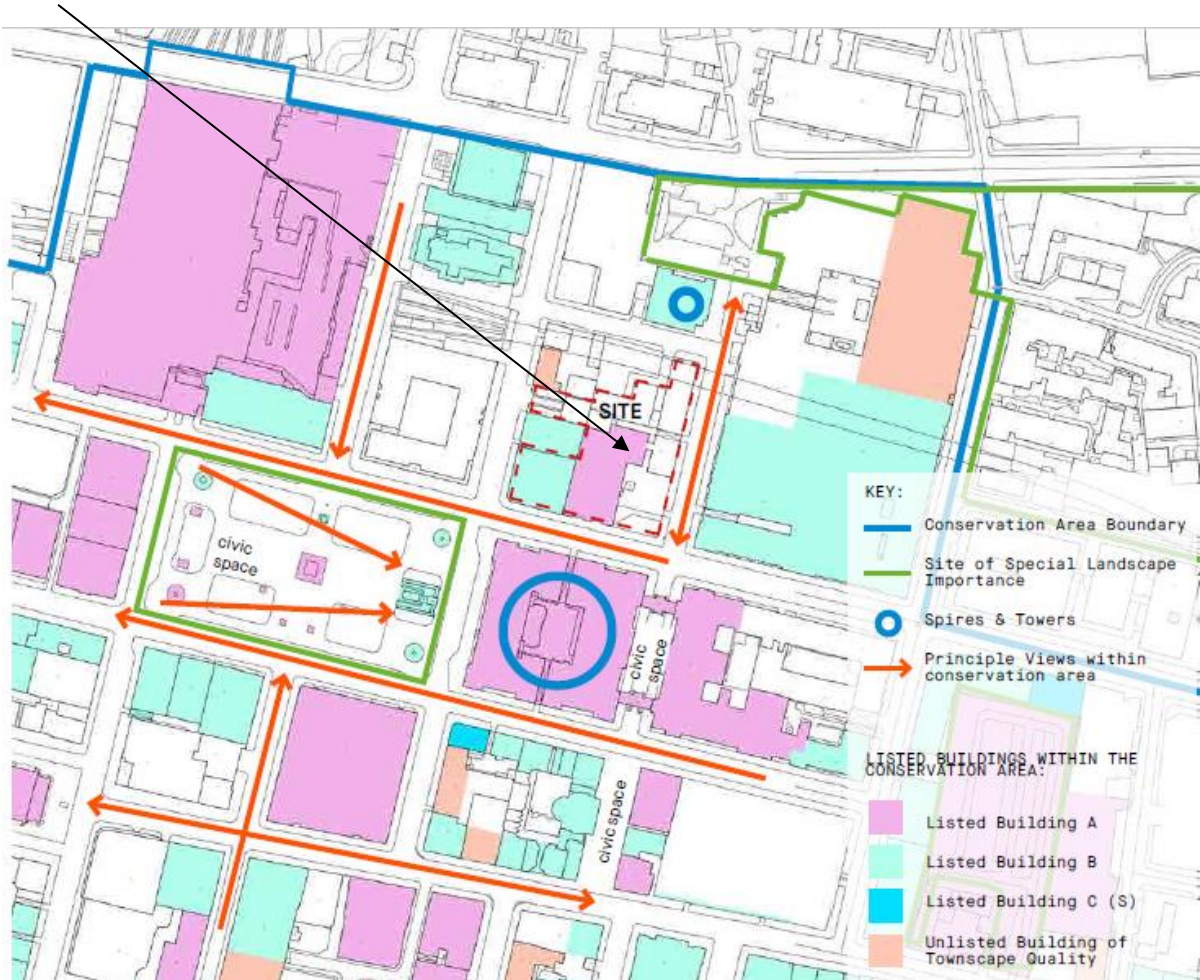 SITE
civic
space
civic
space
civic space
KEY:
Conservation Area Boundary
Site of Special Landscape
Importance
Spires & Towers
Principle Views within
conservation area
LISTED BUILDINGS WITHIN THE
CONSERVATION AREA:
Listed Building A
Listed Building B
Listed Building C (S)
Unlisted Building of
Townscape Quality